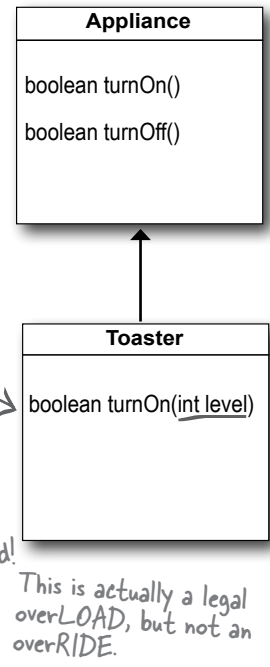 Appliance
boolean turnOn()
boolean turnOff()
Toaster
boolean turnOn(int level)
d!
This is actually a legal
overLOAD, but not an
overRIDE.